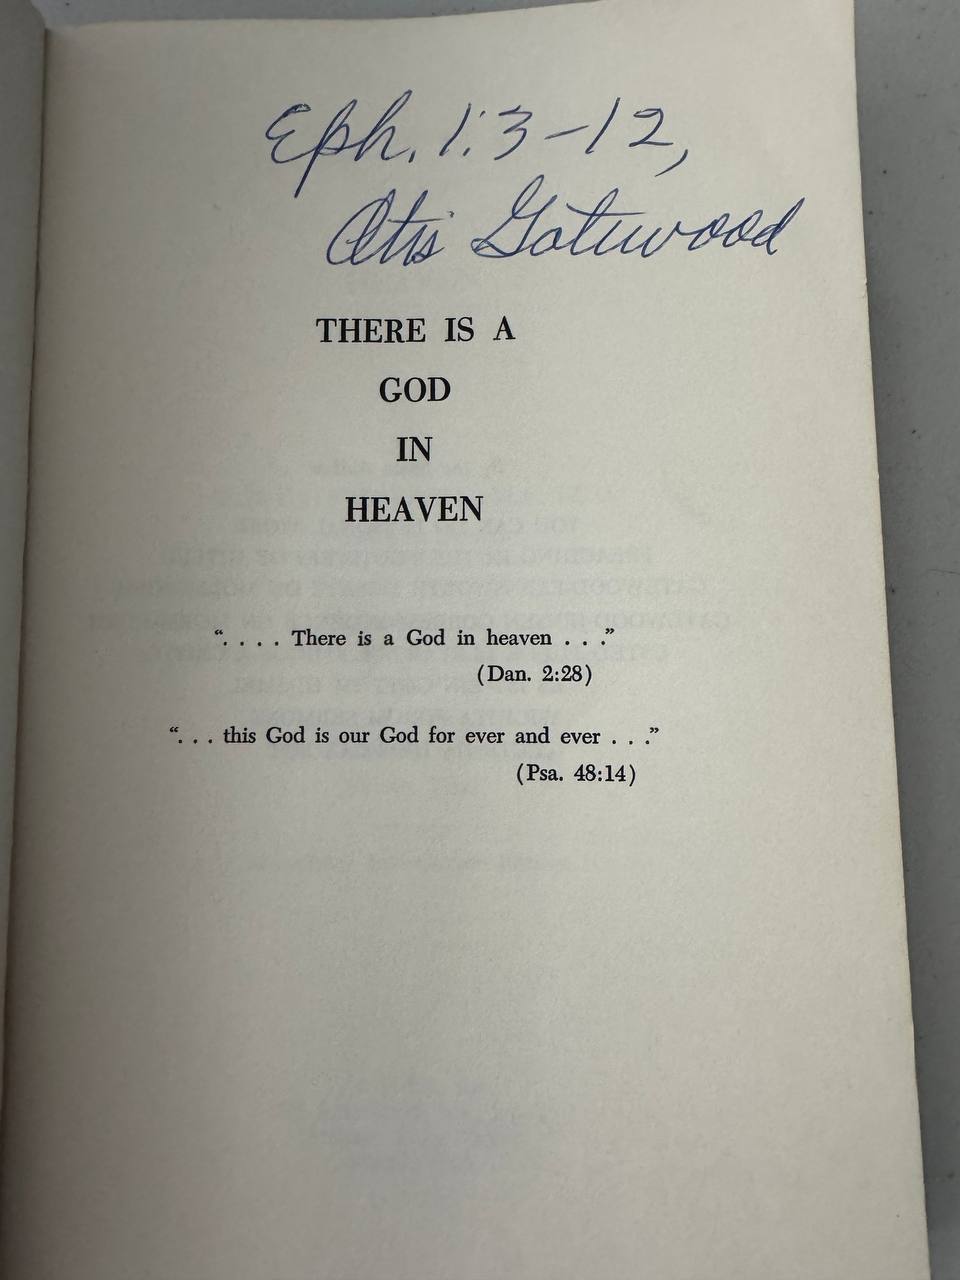 Eph. 1:3-12,
Otis Gatewood
THERE IS A
GOD
IN
HEAVEN
“. . . . There is a God in heaven . . .”
(Dan. 2:28)
“. . . this God is our God for ever and ever . . .”
(Psa. 48:14)